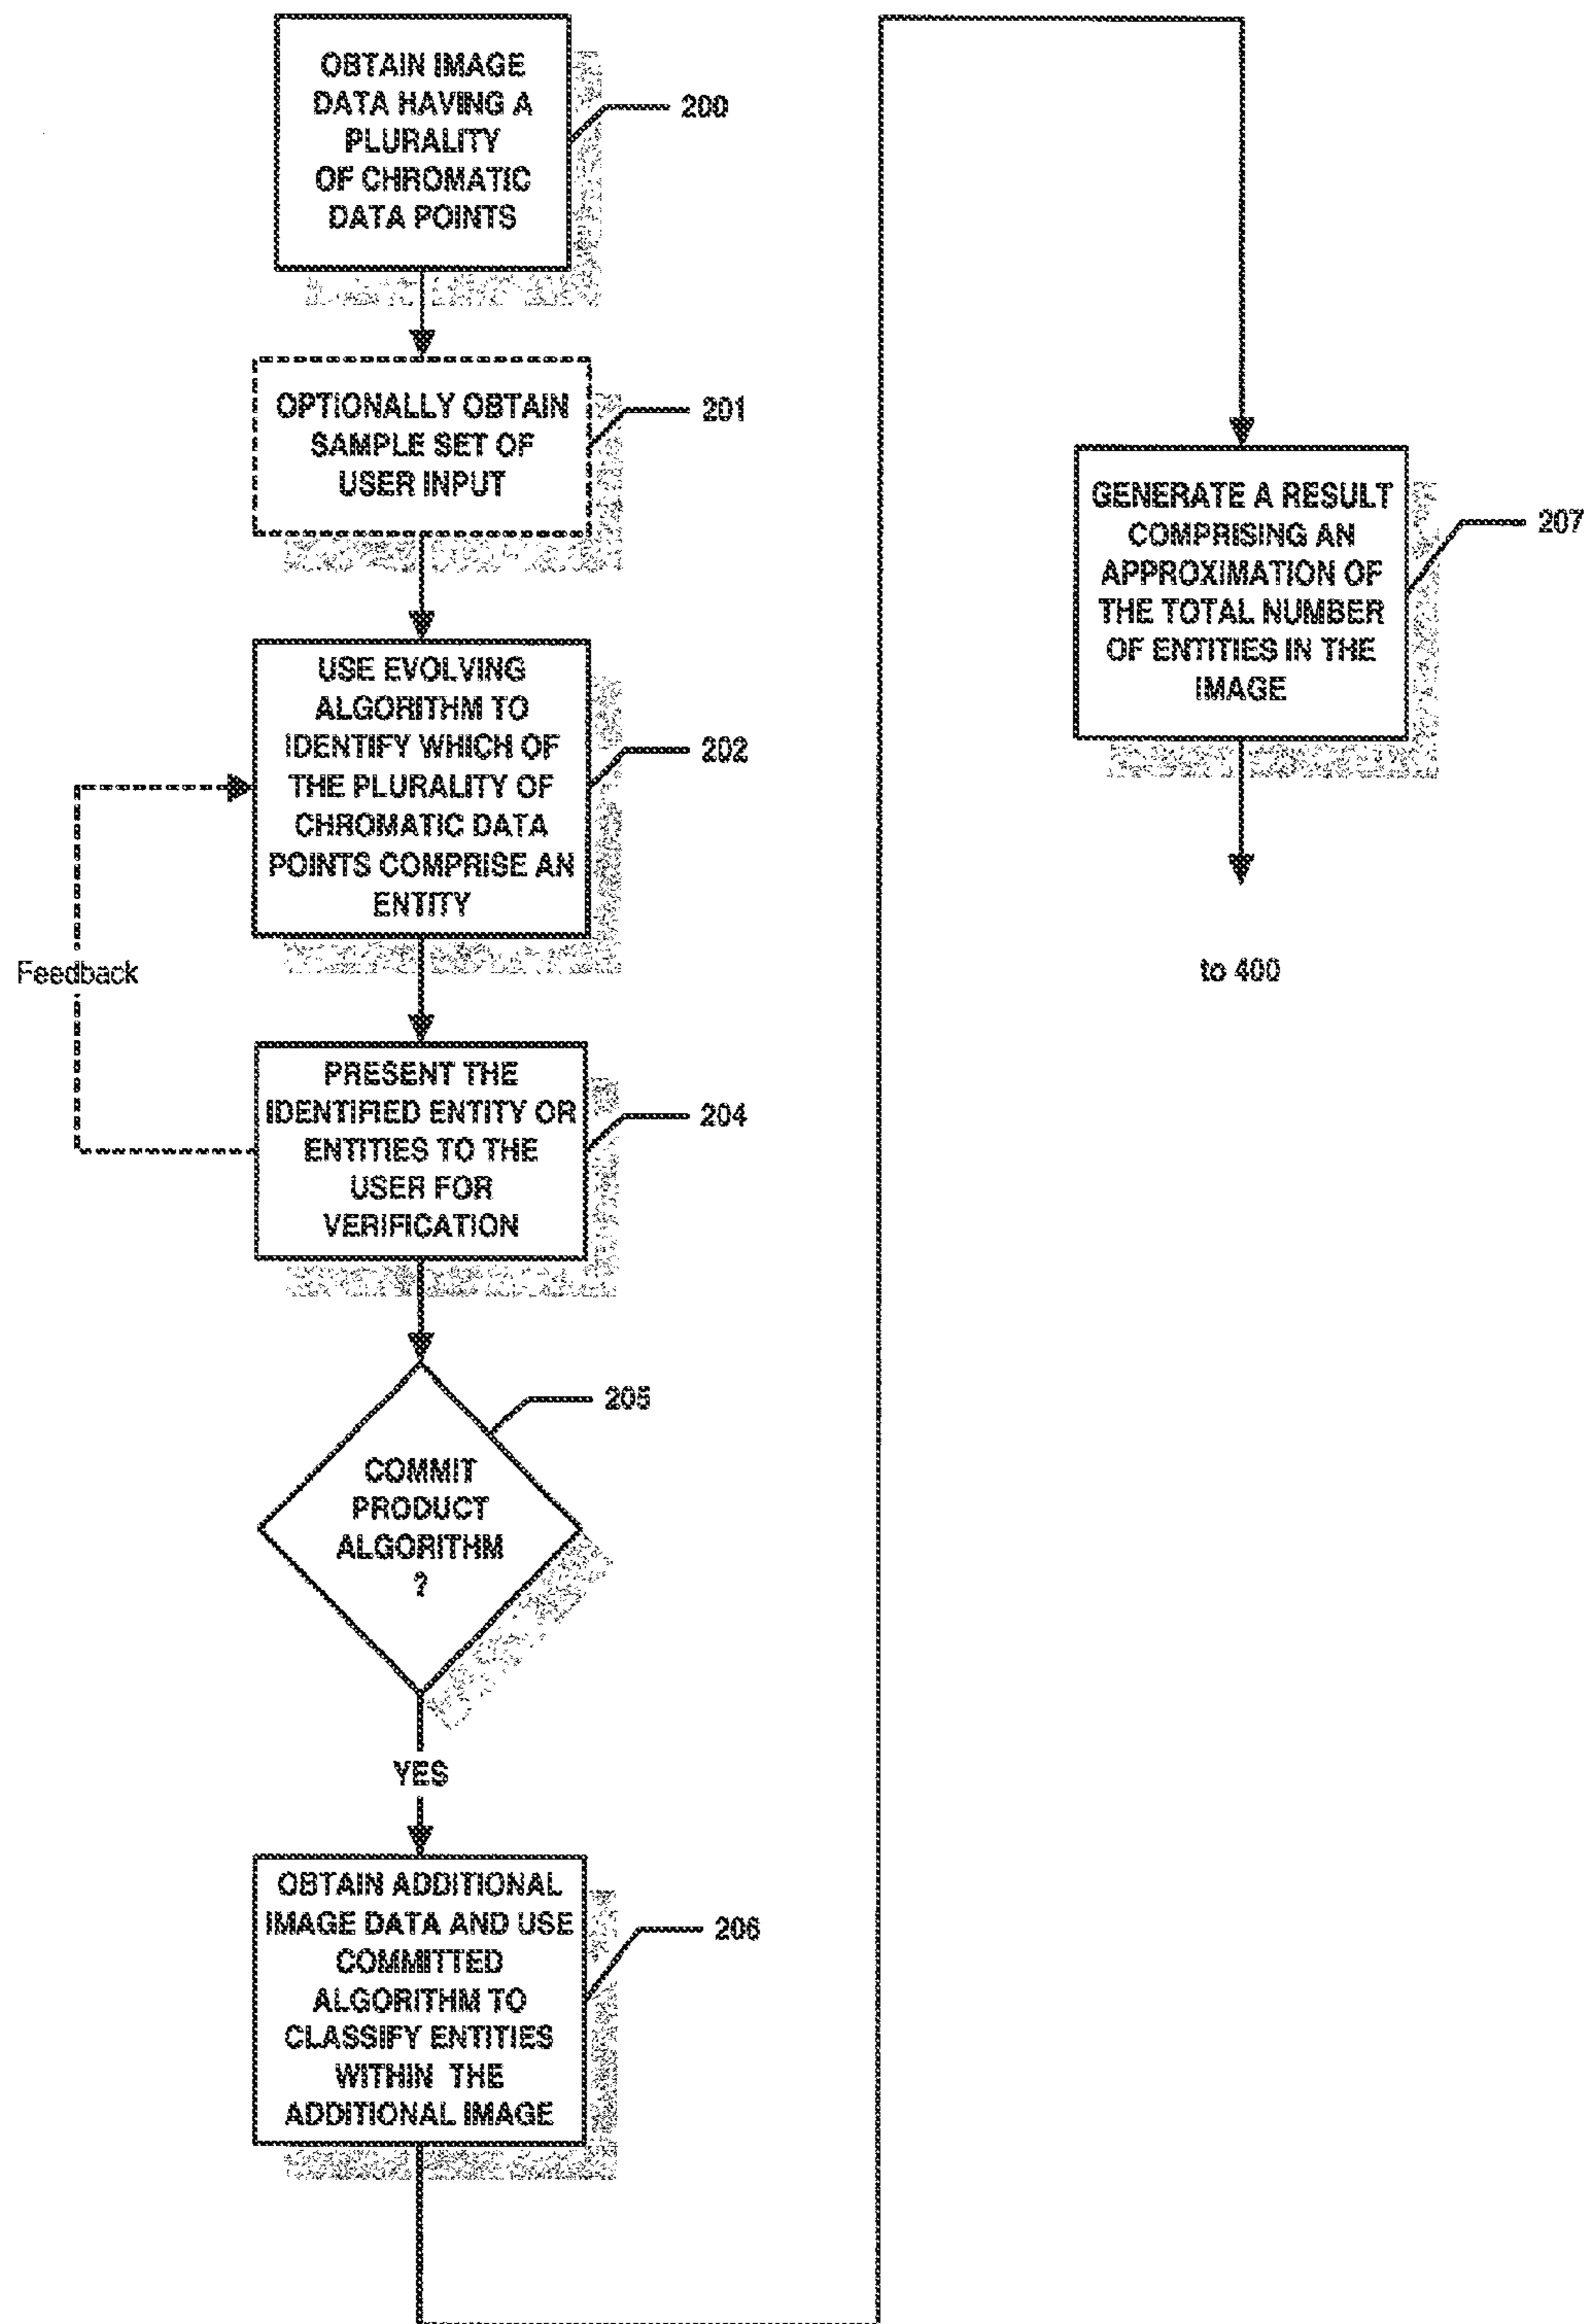 OBTAIN IMAGE
DATA HAVING A
PLURALITY
OF CHROMATIC
DATA POINTS
200
OPTIONALLY OBTAIN
SAMPLE SET OF
USER INPUT
201
USE EVOLVING
ALGORITHM TO
IDENTIFY WHICH OF
THE PLURALITY OF
CHROMATIC DATA
POINTS COMPRISE AN
ENTITY
202
Feedback
PRESENT THE
IDENTIFIED ENTITY OR
ENTITIES TO THE
USER FOR
VERIFICATION
204
COMMIT
PRODUCT
ALGORITHM
?
205
YES
OBTAIN ADDITIONAL
IMAGE DATA AND USE
COMMITTED
ALGORITHM TO
CLASSIFY ENTITIES
WITHIN THE
ADDITIONAL IMAGE
206
GENERATE A RESULT
COMPRISING AN
APPROXIMATION OF
THE TOTAL NUMBER
OF ENTITIES IN THE
IMAGE
207
to 400